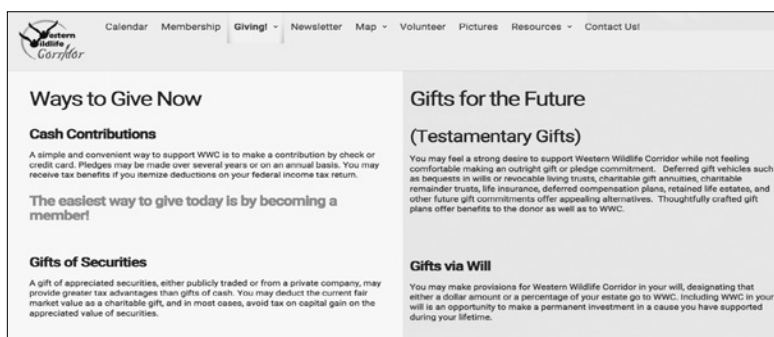 Western
Wildlife
Corridor
Calendar Membership Giving! Newsletter Map Volunteer Pictures Resources Contact Us!
Ways to Give Now
Cash Contributions
A simple and convenient way to support WWC is to make a contribution by check or
credit card. Pledges may be made over several years or on an annual basis. You may
receive tax benefits if you itemize deductions on your federal income tax return.
The easiest way to give today is by becoming a
member!
Gifts of Securities
A gift of appreciated securities, either publicly traded or from a private company, may
provide greater tax advantages than gifts of cash. You may deduct the current fair
market value as a charitable gift, and in most cases, avoid tax on capital gain on the
appreciated value of securities.
Gifts for the Future
(Testamentary Gifts)
You may feel a strong desire to support Western Wildlife Corridor while not feeling
comfortable making an outright gift or pledge commitment. Deferred gift vehicles such
as bequests in wills or revocable living trusts, charitable gift annuities, charitable
remainder trusts, life insurance, deferred compensation plans, retained life estates, and
other future gift commitments offer appealing alternatives. Thoughtfully crafted gift
plans offer benefits to the donor as well as to WWC.
Gifts via Will
You may make provisions for Western Wildlife Corridor in your will, designating that
either a dollar amount or a percentage of your estate go to WWC. Including WWC in your
will is an opportunity to make a permanent investment in a cause you have supported
during your lifetime.